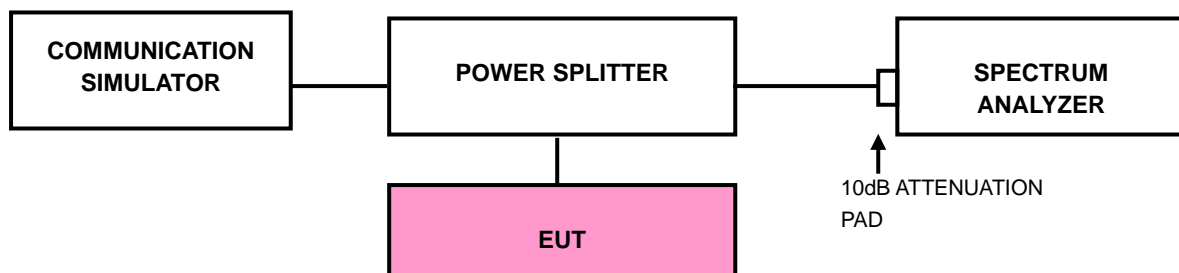 COMMUNICATION
SIMULATOR
POWER SPLITTER
SPECTRUM
ANALYZER
10dB ATTENUATION
PAD
EUT